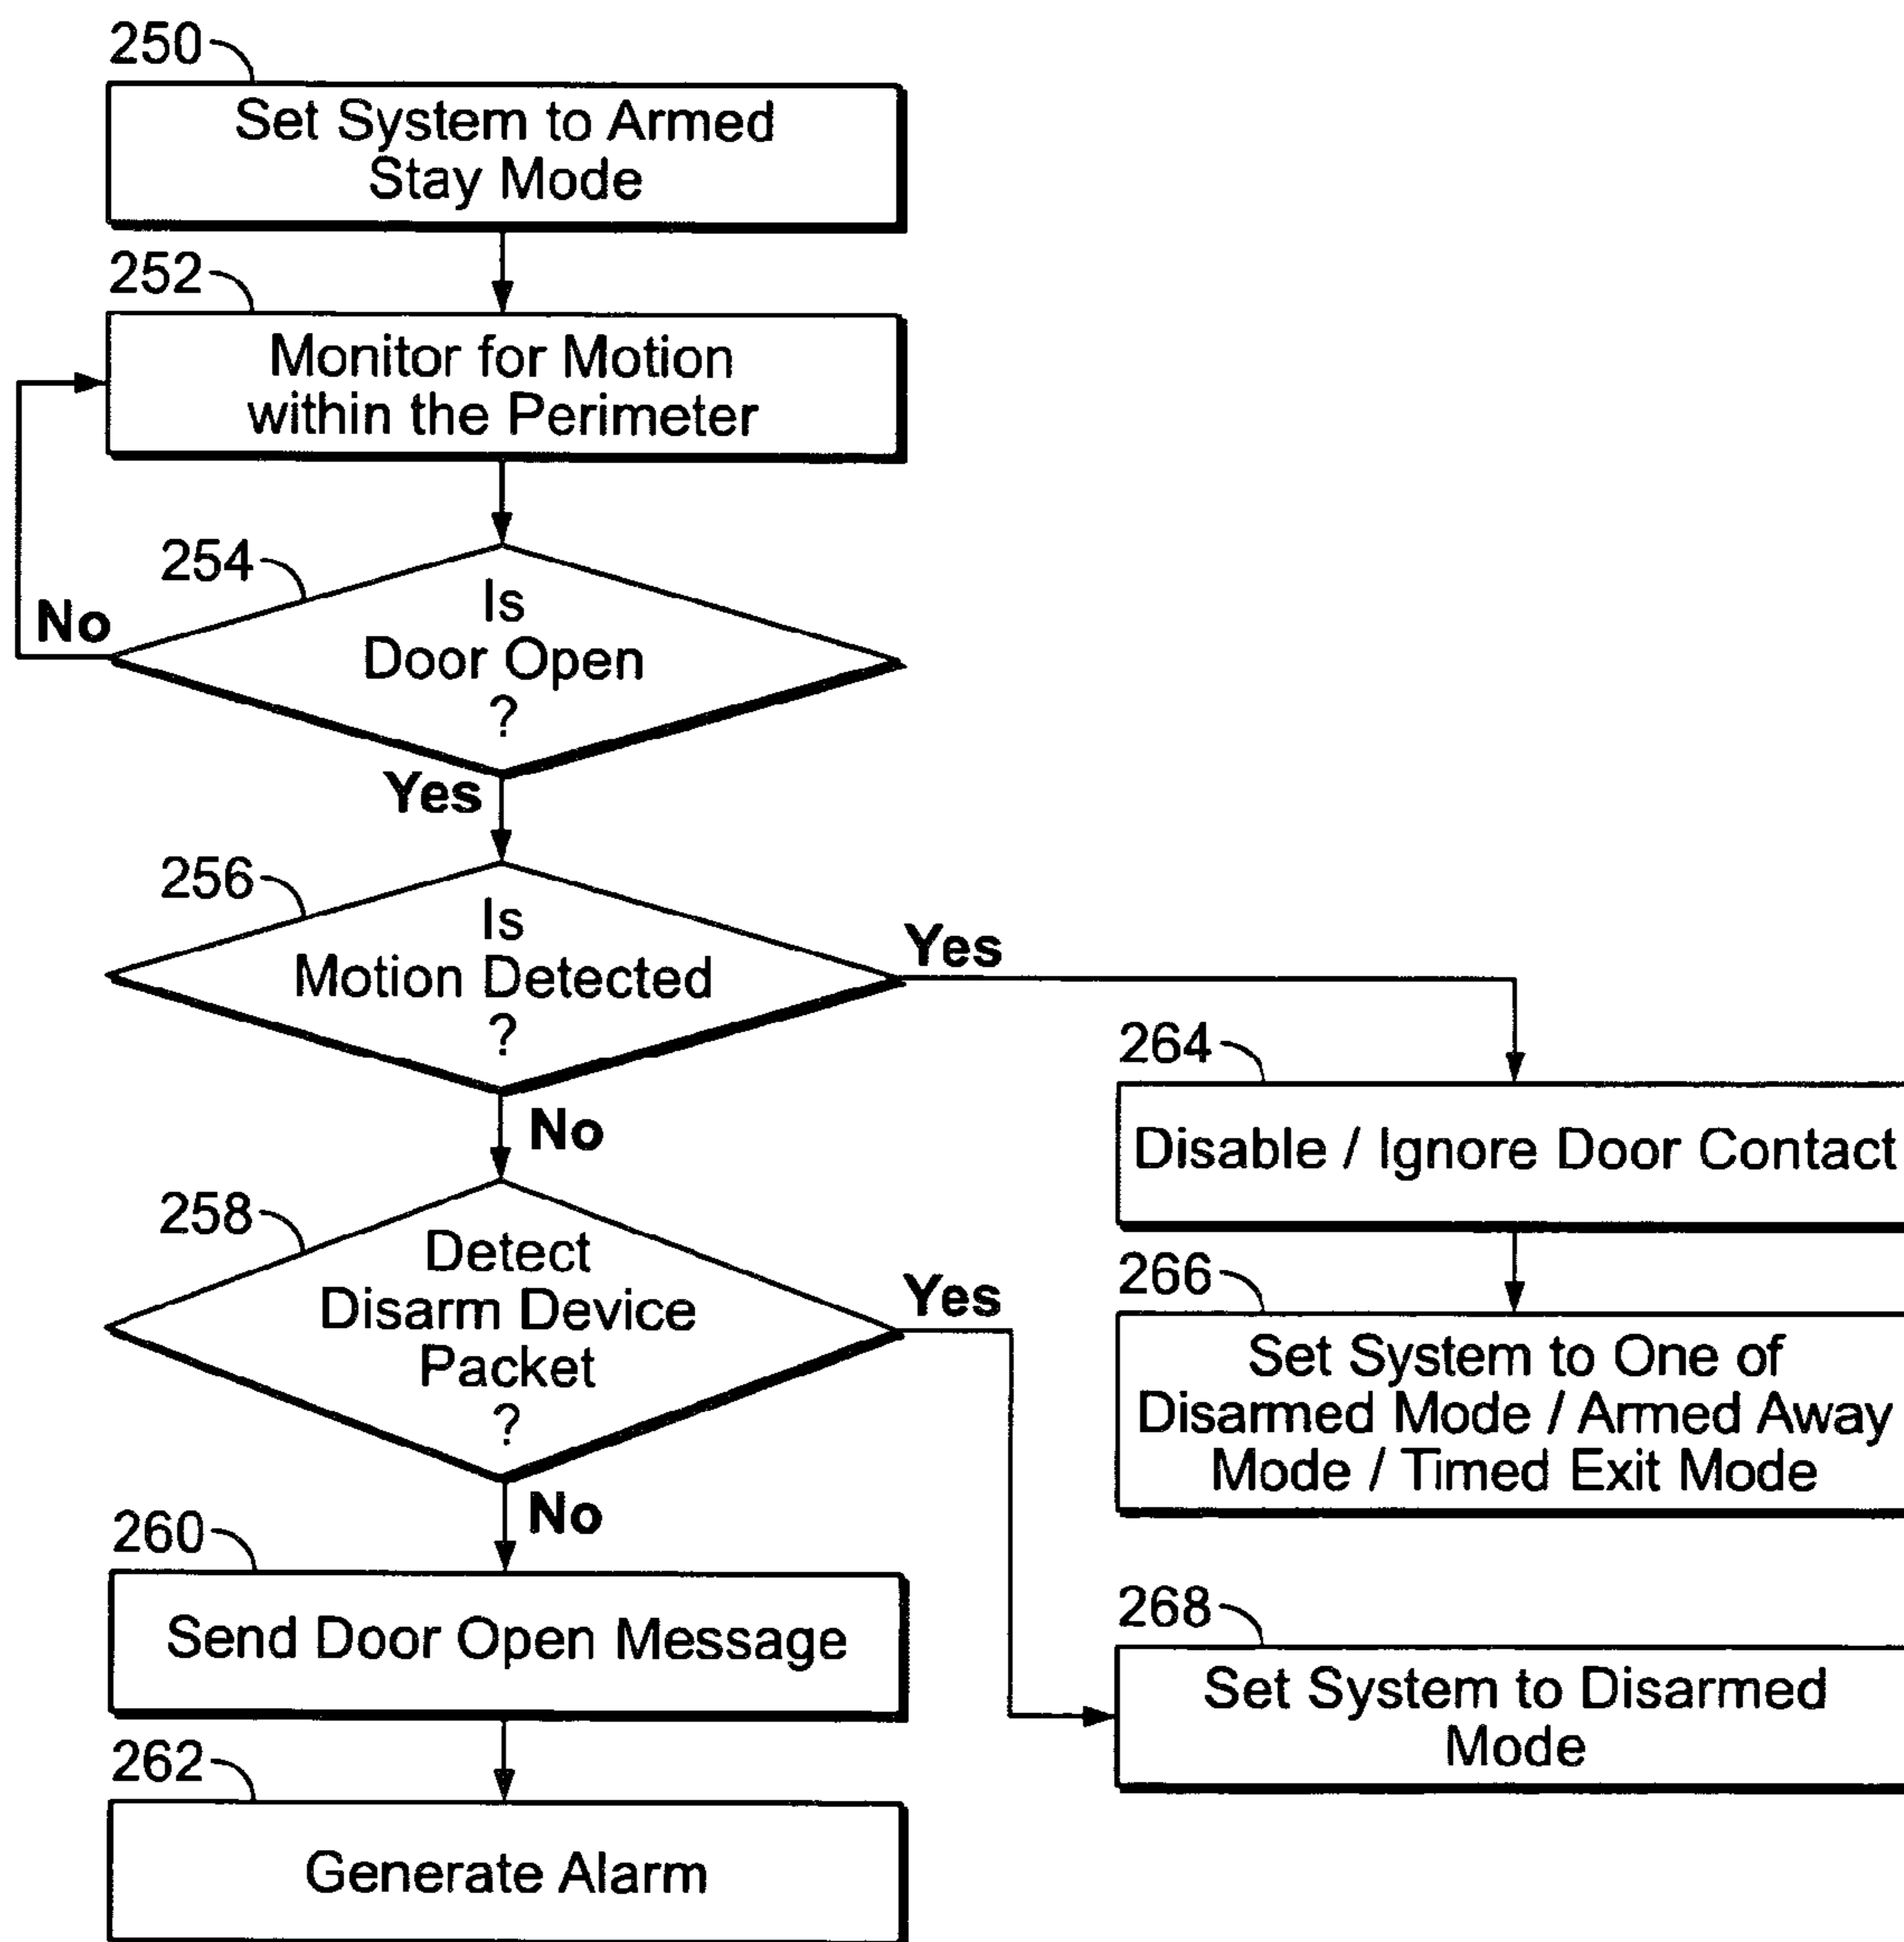 250
Set System to Armed
Stay Mode
252
Monitor for Motion
within the Perimeter
254
Is
Door Open
?
No
Yes
256
Is
Motion Detected
?
Yes
No
264
Disable / Ignore Door Contact
258
Detect
Disarm Device
Packet
?
Yes
No
266
Set System to One of
Disarmed Mode / Armed Away
Mode / Timed Exit Mode
260
Send Door Open Message
268
Set System to Disarmed
Mode
262
Generate Alarm